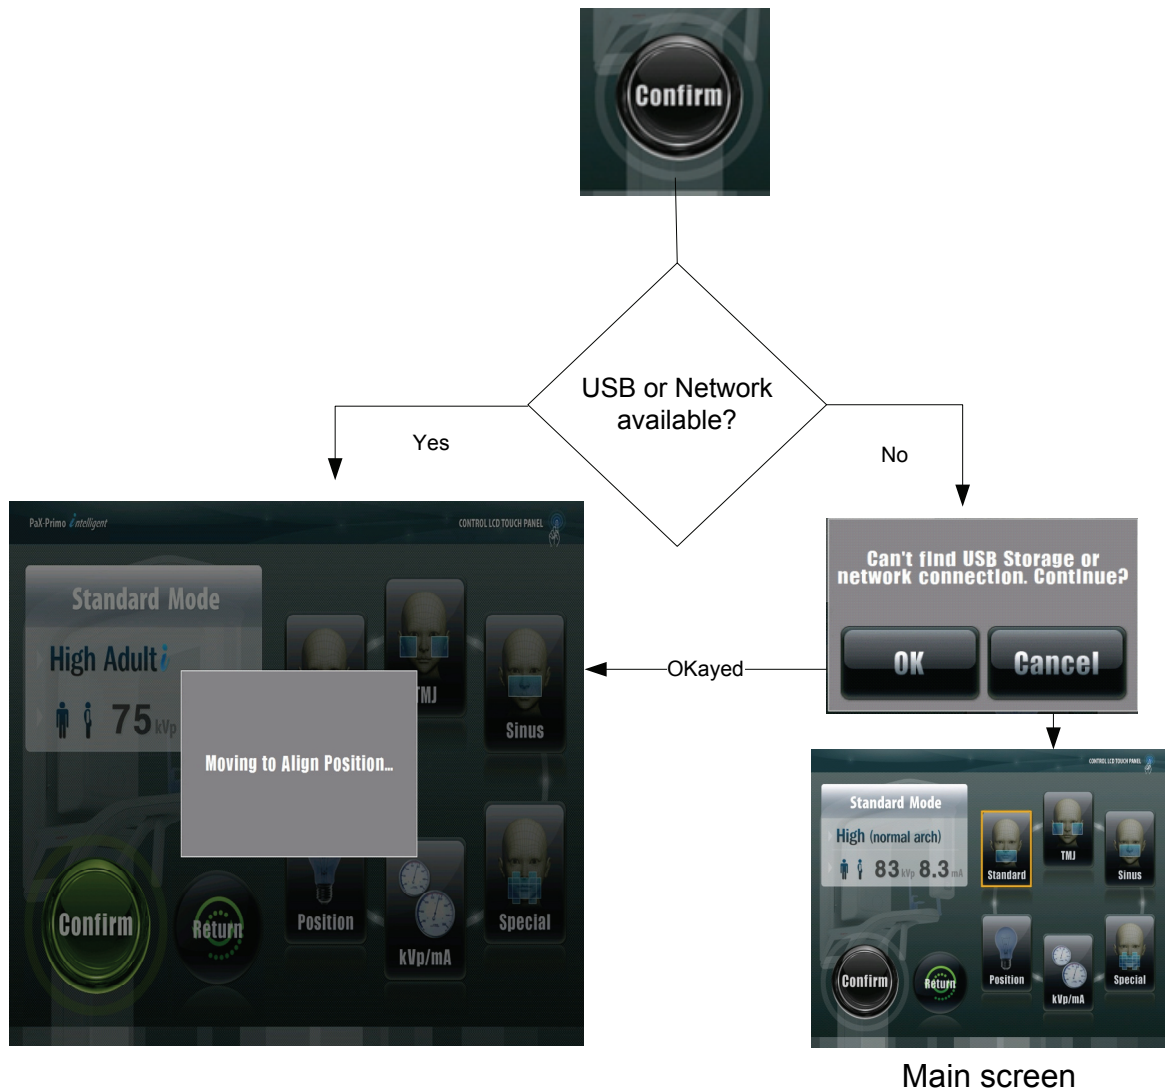 Confirm
USB or Network
available?
Yes
No
PaX-Primo intelligent
CONTROL LCD TOUCH PANEL
Standard Mode
High Adult i
75 kVp
TMJ
Sinus
Moving to Align Position...
Confirm
Return
Position
kVp/mA
Special
Can't find USB Storage or
network connection. Continue?
OK
Cancel
OKayed
CONTROL LCD TOUCH PANEL
Standard Mode
High (normal arch)
83 kVp 8.3 mA
Standard
TMJ
Sinus
Confirm
Return
Position
kVp/mA
Special
Main screen